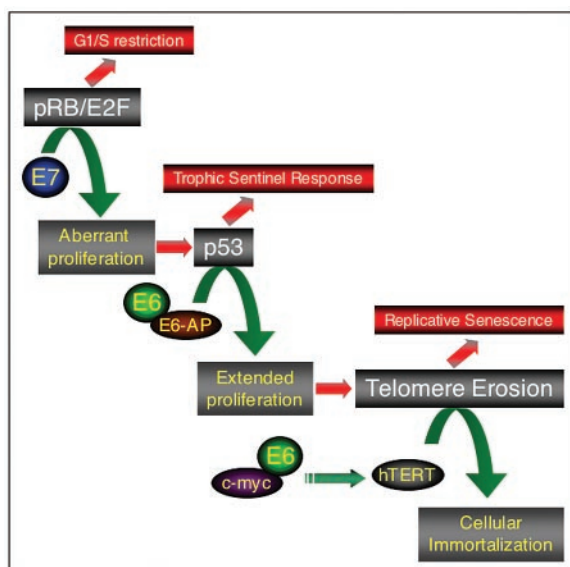 G1/S restriction
pRB/E2F
E7
Trophic Sentinel Response
Aberrant
proliferation
p53
E6
E6-AP
Replicative Senescence
Extended
proliferation
Telomere Erosion
E6
c-myc
hTERT
Cellular
Immortalization